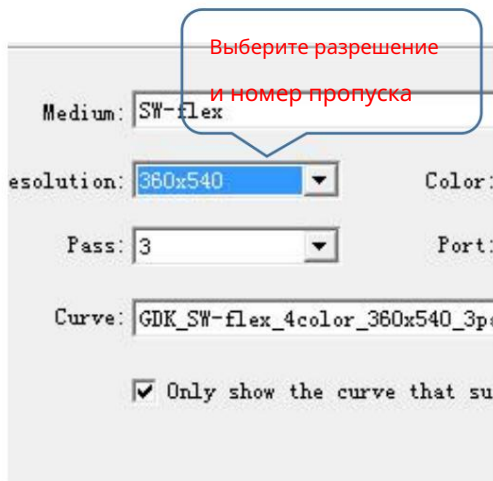 Выберите разрешение
и номер пропуска
Medium: SW-flex
esolution: 360x540 Color:
Pass: 3 Port:
Curve: GDK_SW-flex_4color_360x540_3p
Only show the curve that su